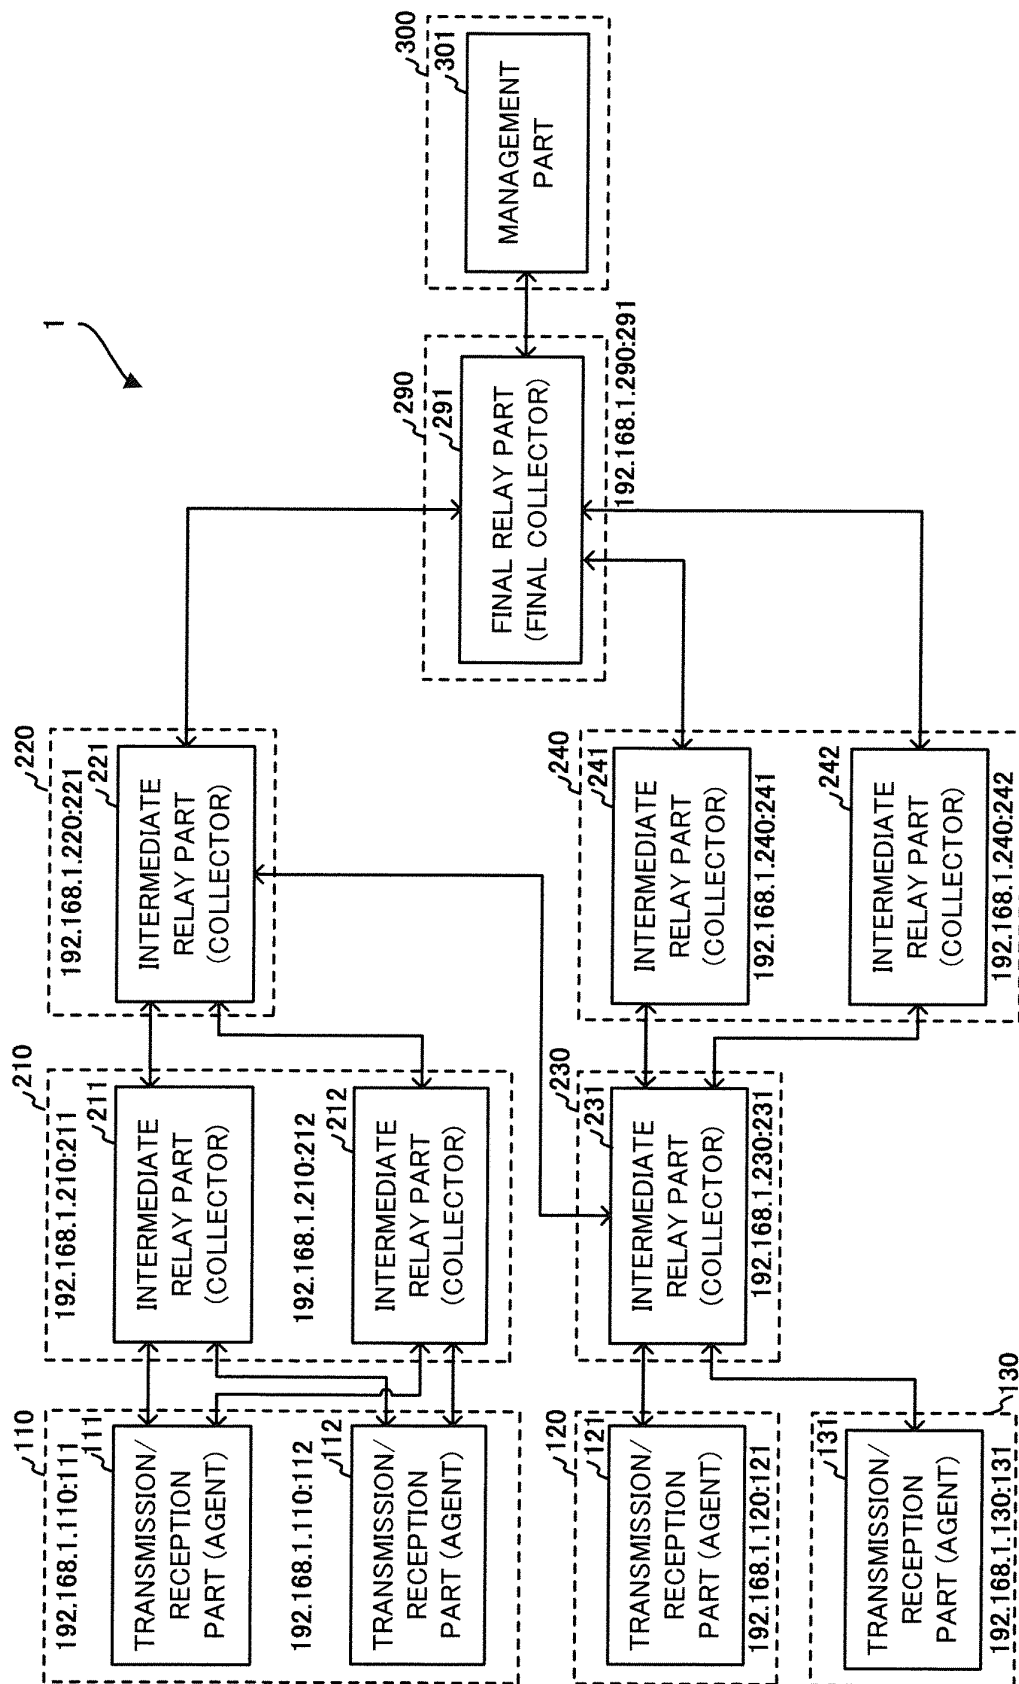 1
110
192.168.1.110:111
111
TRANSMISSION/
RECEPTION
PART (AGENT)
192.168.1.110:112
112
TRANSMISSION/
RECEPTION
PART (AGENT)
120
121
TRANSMISSION/
RECEPTION
PART (AGENT)
192.168.1.120:121
130
131
TRANSMISSION/
RECEPTION
PART (AGENT)
192.168.1.130:131
210
192.168.1.210:211
211
INTERMEDIATE
RELAY PART
(COLLECTOR)
192.168.1.210:212
212
INTERMEDIATE
RELAY PART
(COLLECTOR)
230
231
INTERMEDIATE
RELAY PART
(COLLECTOR)
192.168.1.230:231
220
192.168.1.220:221
221
INTERMEDIATE
RELAY PART
(COLLECTOR)
240
241
INTERMEDIATE
RELAY PART
(COLLECTOR)
192.168.1.240:241
242
INTERMEDIATE
RELAY PART
(COLLECTOR)
192.168.1.240:242
290
291
FINAL RELAY PART
(FINAL COLLECTOR)
192.168.1.290:291
300
301
MANAGEMENT
PART